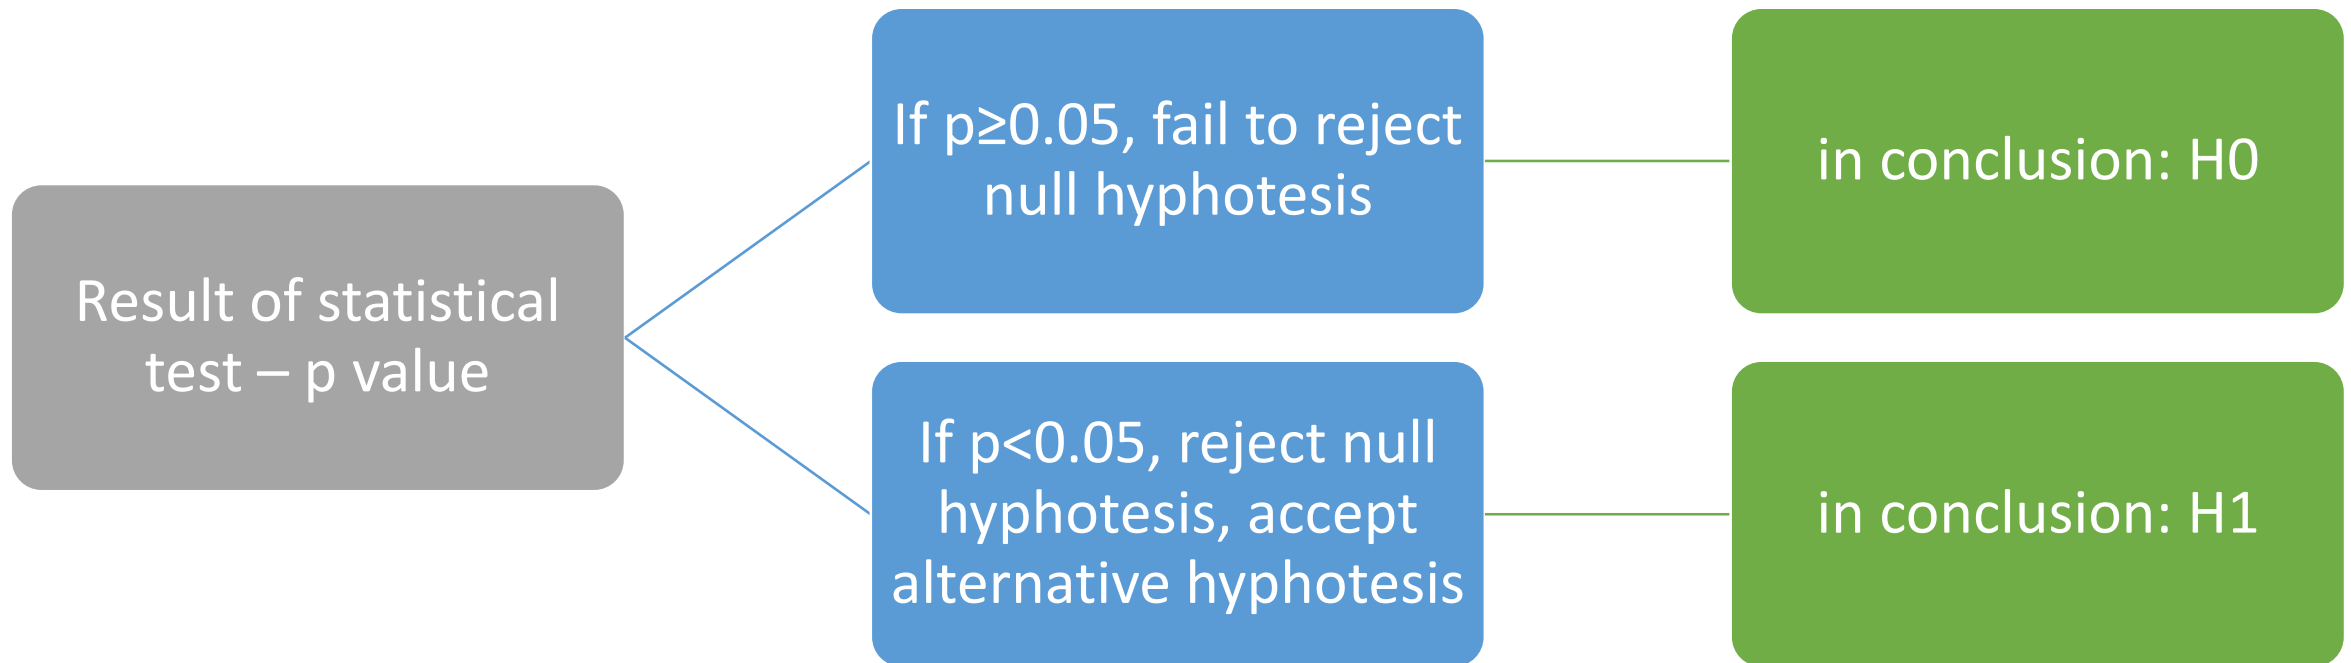 Result of statistical
test – p value
If p≥0.05, fail to reject
null hyphotesis
in conclusion: H0
If p<0.05, reject null
hyphotesis, accept
alternative hyphotesis
in conclusion: H1